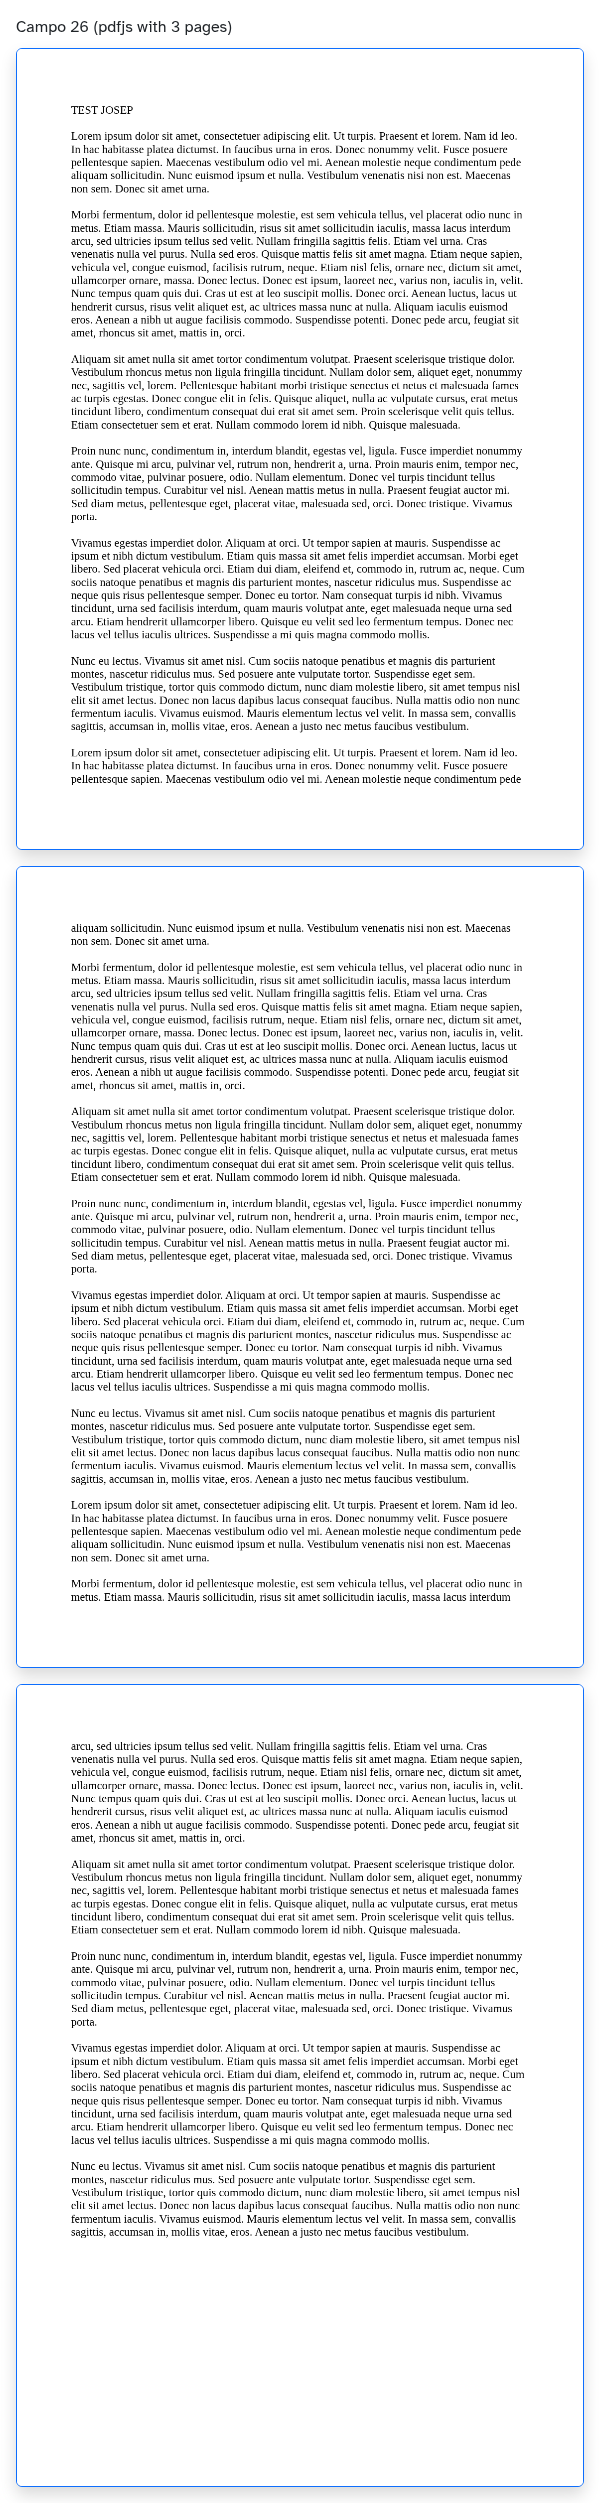 Campo 26 (pdfjs with 3 pages)
TEST JOSEP
Lorem ipsum dolor sit amet, consectetuer adipiscing elit. Ut turpis. Praesent et lorem. Nam id leo.
In hac habitasse platea dictumst. In faucibus urna in eros. Donec nonummy velit. Fusce posuere
pellentesque sapien. Maecenas vestibulum odio vel mi. Aenean molestie neque condimentum pede
aliquam sollicitudin. Nunc euismod ipsum et nulla. Vestibulum venenatis nisi non est. Maecenas
non sem. Donec sit amet urna.
Morbi fermentum, dolor id pellentesque molestie, est sem vehicula tellus, vel placerat odio nunc in
metus. Etiam massa. Mauris sollicitudin, risus sit amet sollicitudin iaculis, massa lacus interdum
arcu, sed ultricies ipsum tellus sed velit. Nullam fringilla sagittis felis. Etiam vel urna. Cras
venenatis nulla vel purus. Nulla sed eros. Quisque mattis felis sit amet magna. Etiam neque sapien,
vehicula vel, congue euismod, facilisis rutrum, neque. Etiam nisl felis, ornare nec, dictum sit amet,
ullamcorper ornare, massa. Donec lectus. Donec est ipsum, laoreet nec, varius non, iaculis in, velit.
Nunc tempus quam quis dui. Cras ut est at leo suscipit mollis. Donec orci. Aenean luctus, lacus ut
hendrerit cursus, risus velit aliquet est, ac ultrices massa nunc at nulla. Aliquam iaculis euismod
eros. Aenean a nibh ut augue facilisis commodo. Suspendisse potenti. Donec pede arcu, feugiat sit
amet, rhoncus sit amet, mattis in, orci.
Aliquam sit amet nulla sit amet tortor condimentum volutpat. Praesent scelerisque tristique dolor.
Vestibulum rhoncus metus non ligula fringilla tincidunt. Nullam dolor sem, aliquet eget, nonummy
nec, sagittis vel, lorem. Pellentesque habitant morbi tristique senectus et netus et malesuada fames
ac turpis egestas. Donec congue elit in felis. Quisque aliquet, nulla ac vulputate cursus, erat metus
tincidunt libero, condimentum consequat dui erat sit amet sem. Proin scelerisque velit quis tellus.
Etiam consectetuer sem et erat. Nullam commodo lorem id nibh. Quisque malesuada.
Proin nunc nunc, condimentum in, interdum blandit, egestas vel, ligula. Fusce imperdiet nonummy
ante. Quisque mi arcu, pulvinar vel, rutrum non, hendrerit a, urna. Proin mauris enim, tempor nec,
commodo vitae, pulvinar posuere, odio. Nullam elementum. Donec vel turpis tincidunt tellus
sollicitudin tempus. Curabitur vel nisl. Aenean mattis metus in nulla. Praesent feugiat auctor mi.
Sed diam metus, pellentesque eget, placerat vitae, malesuada sed, orci. Donec tristique. Vivamus
porta.
Vivamus egestas imperdiet dolor. Aliquam at orci. Ut tempor sapien at mauris. Suspendisse ac
ipsum et nibh dictum vestibulum. Etiam quis massa sit amet felis imperdiet accumsan. Morbi eget
libero. Sed placerat vehicula orci. Etiam dui diam, eleifend et, commodo in, rutrum ac, neque. Cum
sociis natoque penatibus et magnis dis parturient montes, nascetur ridiculus mus. Suspendisse ac
neque quis risus pellentesque semper. Donec eu tortor. Nam consequat turpis id nibh. Vivamus
tincidunt, urna sed facilisis interdum, quam mauris volutpat ante, eget malesuada neque urna sed
arcu. Etiam hendrerit ullamcorper libero. Quisque eu velit sed leo fermentum tempus. Donec nec
lacus vel tellus iaculis ultrices. Suspendisse a mi quis magna commodo mollis.
Nunc eu lectus. Vivamus sit amet nisl. Cum sociis natoque penatibus et magnis dis parturient
montes, nascetur ridiculus mus. Sed posuere ante vulputate tortor. Suspendisse eget sem.
Vestibulum tristique, tortor quis commodo dictum, nunc diam molestie libero, sit amet tempus nisl
elit sit amet lectus. Donec non lacus dapibus lacus consequat faucibus. Nulla mattis odio non nunc
fermentum iaculis. Vivamus euismod. Mauris elementum lectus vel velit. In massa sem, convallis
sagittis, accumsan in, mollis vitae, eros. Aenean a justo nec metus faucibus vestibulum.
Lorem ipsum dolor sit amet, consectetuer adipiscing elit. Ut turpis. Praesent et lorem. Nam id leo.
In hac habitasse platea dictumst. In faucibus urna in eros. Donec nonummy velit. Fusce posuere
pellentesque sapien. Maecenas vestibulum odio vel mi. Aenean molestie neque condimentum pede
aliquam sollicitudin. Nunc euismod ipsum et nulla. Vestibulum venenatis nisi non est. Maecenas
non sem. Donec sit amet urna.
Morbi fermentum, dolor id pellentesque molestie, est sem vehicula tellus, vel placerat odio nunc in
metus. Etiam massa. Mauris sollicitudin, risus sit amet sollicitudin iaculis, massa lacus interdum
arcu, sed ultricies ipsum tellus sed velit. Nullam fringilla sagittis felis. Etiam vel urna. Cras
venenatis nulla vel purus. Nulla sed eros. Quisque mattis felis sit amet magna. Etiam neque sapien,
vehicula vel, congue euismod, facilisis rutrum, neque. Etiam nisl felis, ornare nec, dictum sit amet,
ullamcorper ornare, massa. Donec lectus. Donec est ipsum, laoreet nec, varius non, iaculis in, velit.
Nunc tempus quam quis dui. Cras ut est at leo suscipit mollis. Donec orci. Aenean luctus, lacus ut
hendrerit cursus, risus velit aliquet est, ac ultrices massa nunc at nulla. Aliquam iaculis euismod
eros. Aenean a nibh ut augue facilisis commodo. Suspendisse potenti. Donec pede arcu, feugiat sit
amet, rhoncus sit amet, mattis in, orci.
Aliquam sit amet nulla sit amet tortor condimentum volutpat. Praesent scelerisque tristique dolor.
Vestibulum rhoncus metus non ligula fringilla tincidunt. Nullam dolor sem, aliquet eget, nonummy
nec, sagittis vel, lorem. Pellentesque habitant morbi tristique senectus et netus et malesuada fames
ac turpis egestas. Donec congue elit in felis. Quisque aliquet, nulla ac vulputate cursus, erat metus
tincidunt libero, condimentum consequat dui erat sit amet sem. Proin scelerisque velit quis tellus.
Etiam consectetuer sem et erat. Nullam commodo lorem id nibh. Quisque malesuada.
Proin nunc nunc, condimentum in, interdum blandit, egestas vel, ligula. Fusce imperdiet nonummy
ante. Quisque mi arcu, pulvinar vel, rutrum non, hendrerit a, urna. Proin mauris enim, tempor nec,
commodo vitae, pulvinar posuere, odio. Nullam elementum. Donec vel turpis tincidunt tellus
sollicitudin tempus. Curabitur vel nisl. Aenean mattis metus in nulla. Praesent feugiat auctor mi.
Sed diam metus, pellentesque eget, placerat vitae, malesuada sed, orci. Donec tristique. Vivamus
porta.
Vivamus egestas imperdiet dolor. Aliquam at orci. Ut tempor sapien at mauris. Suspendisse ac
ipsum et nibh dictum vestibulum. Etiam quis massa sit amet felis imperdiet accumsan. Morbi eget
libero. Sed placerat vehicula orci. Etiam dui diam, eleifend et, commodo in, rutrum ac, neque. Cum
sociis natoque penatibus et magnis dis parturient montes, nascetur ridiculus mus. Suspendisse ac
neque quis risus pellentesque semper. Donec eu tortor. Nam consequat turpis id nibh. Vivamus
tincidunt, urna sed facilisis interdum, quam mauris volutpat ante, eget malesuada neque urna sed
arcu. Etiam hendrerit ullamcorper libero. Quisque eu velit sed leo fermentum tempus. Donec nec
lacus vel tellus iaculis ultrices. Suspendisse a mi quis magna commodo mollis.
Nunc eu lectus. Vivamus sit amet nisl. Cum sociis natoque penatibus et magnis dis parturient
montes, nascetur ridiculus mus. Sed posuere ante vulputate tortor. Suspendisse eget sem.
Vestibulum tristique, tortor quis commodo dictum, nunc diam molestie libero, sit amet tempus nisl
elit sit amet lectus. Donec non lacus dapibus lacus consequat faucibus. Nulla mattis odio non nunc
fermentum iaculis. Vivamus euismod. Mauris elementum lectus vel velit. In massa sem, convallis
sagittis, accumsan in, mollis vitae, eros. Aenean a justo nec metus faucibus vestibulum.
Lorem ipsum dolor sit amet, consectetuer adipiscing elit. Ut turpis. Praesent et lorem. Nam id leo.
In hac habitasse platea dictumst. In faucibus urna in eros. Donec nonummy velit. Fusce posuere
pellentesque sapien. Maecenas vestibulum odio vel mi. Aenean molestie neque condimentum pede
aliquam sollicitudin. Nunc euismod ipsum et nulla. Vestibulum venenatis nisi non est. Maecenas
non sem. Donec sit amet urna.
Morbi fermentum, dolor id pellentesque molestie, est sem vehicula tellus, vel placerat odio nunc in
metus. Etiam massa. Mauris sollicitudin, risus sit amet sollicitudin iaculis, massa lacus interdum
arcu, sed ultricies ipsum tellus sed velit. Nullam fringilla sagittis felis. Etiam vel urna. Cras
venenatis nulla vel purus. Nulla sed eros. Quisque mattis felis sit amet magna. Etiam neque sapien,
vehicula vel, congue euismod, facilisis rutrum, neque. Etiam nisl felis, ornare nec, dictum sit amet,
ullamcorper ornare, massa. Donec lectus. Donec est ipsum, laoreet nec, varius non, iaculis in, velit.
Nunc tempus quam quis dui. Cras ut est at leo suscipit mollis. Donec orci. Aenean luctus, lacus ut
hendrerit cursus, risus velit aliquet est, ac ultrices massa nunc at nulla. Aliquam iaculis euismod
eros. Aenean a nibh ut augue facilisis commodo. Suspendisse potenti. Donec pede arcu, feugiat sit
amet, rhoncus sit amet, mattis in, orci.
Aliquam sit amet nulla sit amet tortor condimentum volutpat. Praesent scelerisque tristique dolor.
Vestibulum rhoncus metus non ligula fringilla tincidunt. Nullam dolor sem, aliquet eget, nonummy
nec, sagittis vel, lorem. Pellentesque habitant morbi tristique senectus et netus et malesuada fames
ac turpis egestas. Donec congue elit in felis. Quisque aliquet, nulla ac vulputate cursus, erat metus
tincidunt libero, condimentum consequat dui erat sit amet sem. Proin scelerisque velit quis tellus.
Etiam consectetuer sem et erat. Nullam commodo lorem id nibh. Quisque malesuada.
Proin nunc nunc, condimentum in, interdum blandit, egestas vel, ligula. Fusce imperdiet nonummy
ante. Quisque mi arcu, pulvinar vel, rutrum non, hendrerit a, urna. Proin mauris enim, tempor nec,
commodo vitae, pulvinar posuere, odio. Nullam elementum. Donec vel turpis tincidunt tellus
sollicitudin tempus. Curabitur vel nisl. Aenean mattis metus in nulla. Praesent feugiat auctor mi.
Sed diam metus, pellentesque eget, placerat vitae, malesuada sed, orci. Donec tristique. Vivamus
porta.
Vivamus egestas imperdiet dolor. Aliquam at orci. Ut tempor sapien at mauris. Suspendisse ac
ipsum et nibh dictum vestibulum. Etiam quis massa sit amet felis imperdiet accumsan. Morbi eget
libero. Sed placerat vehicula orci. Etiam dui diam, eleifend et, commodo in, rutrum ac, neque. Cum
sociis natoque penatibus et magnis dis parturient montes, nascetur ridiculus mus. Suspendisse ac
neque quis risus pellentesque semper. Donec eu tortor. Nam consequat turpis id nibh. Vivamus
tincidunt, urna sed facilisis interdum, quam mauris volutpat ante, eget malesuada neque urna sed
arcu. Etiam hendrerit ullamcorper libero. Quisque eu velit sed leo fermentum tempus. Donec nec
lacus vel tellus iaculis ultrices. Suspendisse a mi quis magna commodo mollis.
Nunc eu lectus. Vivamus sit amet nisl. Cum sociis natoque penatibus et magnis dis parturient
montes, nascetur ridiculus mus. Sed posuere ante vulputate tortor. Suspendisse eget sem.
Vestibulum tristique, tortor quis commodo dictum, nunc diam molestie libero, sit amet tempus nisl
elit sit amet lectus. Donec non lacus dapibus lacus consequat faucibus. Nulla mattis odio non nunc
fermentum iaculis. Vivamus euismod. Mauris elementum lectus vel velit. In massa sem, convallis
sagittis, accumsan in, mollis vitae, eros. Aenean a justo nec metus faucibus vestibulum.